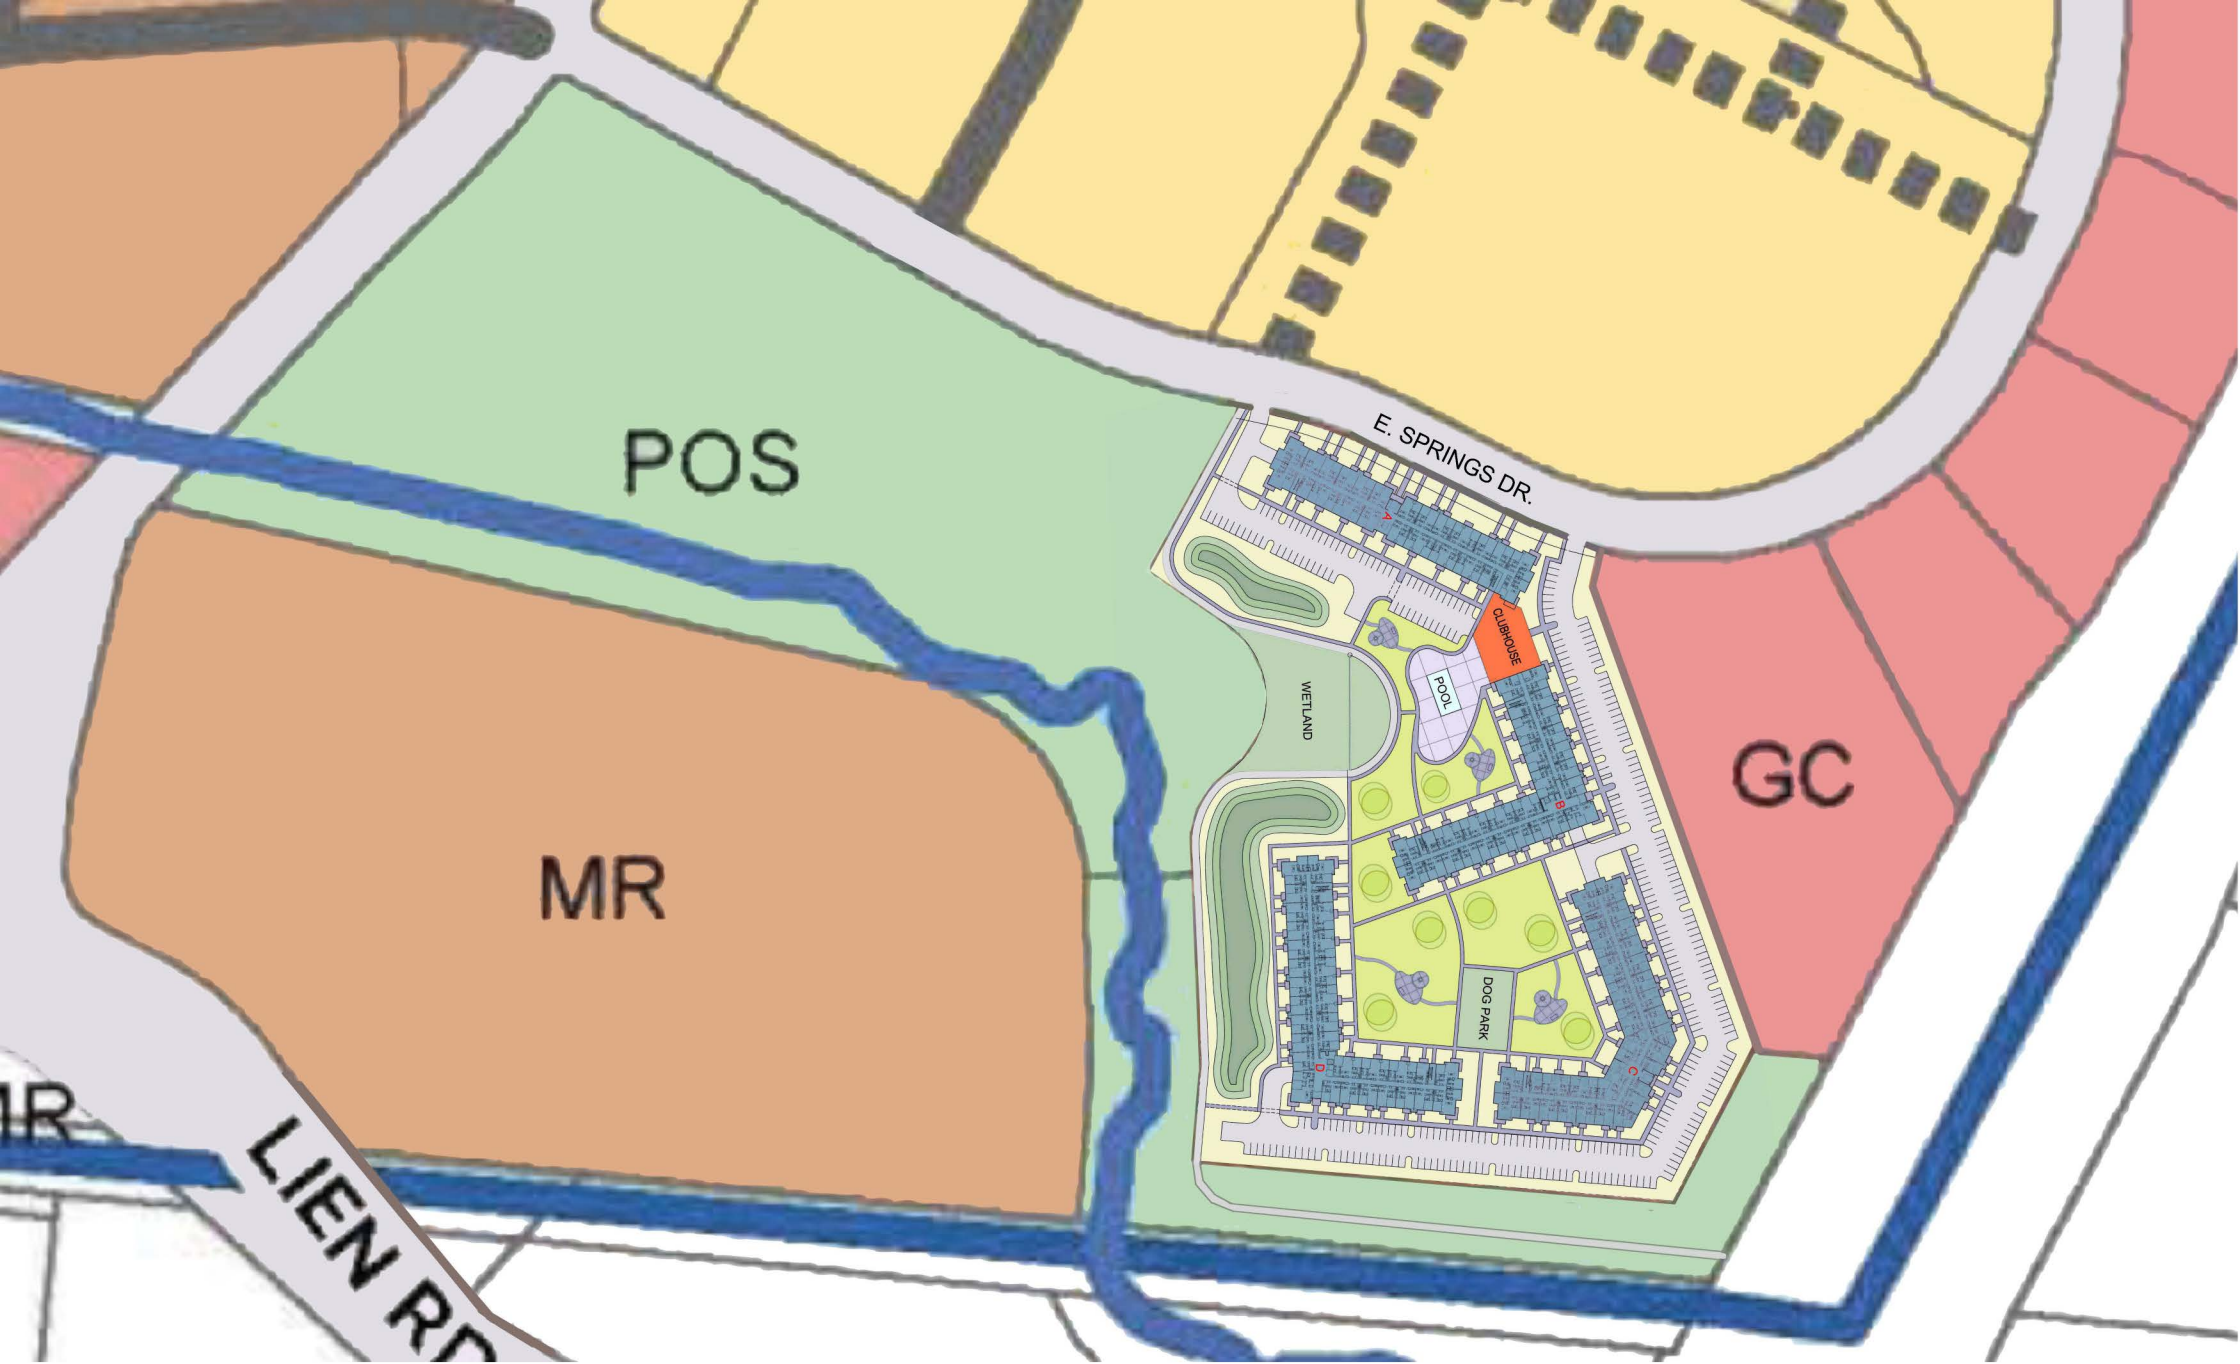 E. SPRINGS DR.
POS
A
CLUBHOUSE
POOL
WETLAND
GC
B
MR
DOG PARK
D
C
MR
LIEN RD